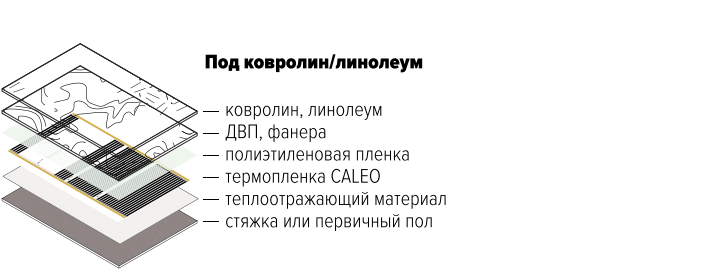 Под ковролин/линолеум
— ковролин, линолеум
— ДВП, фанера
— полиэтиленовая пленка
— термопленка CALEO
— теплоотражающий материал
— стяжка или первичный пол